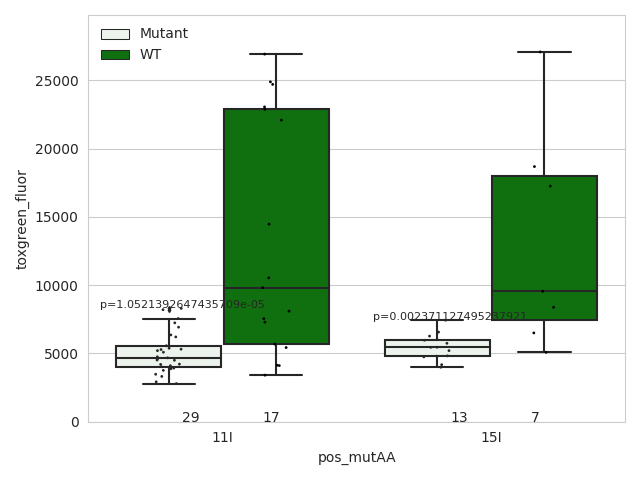 Mutant
WT
25000
20000
15000
10000
5000
0
toxgreen_fluor
p=1.0521392647435709e-05
p=0.002371127495237921
29
17
13
7
11I
15I
pos_mutAA